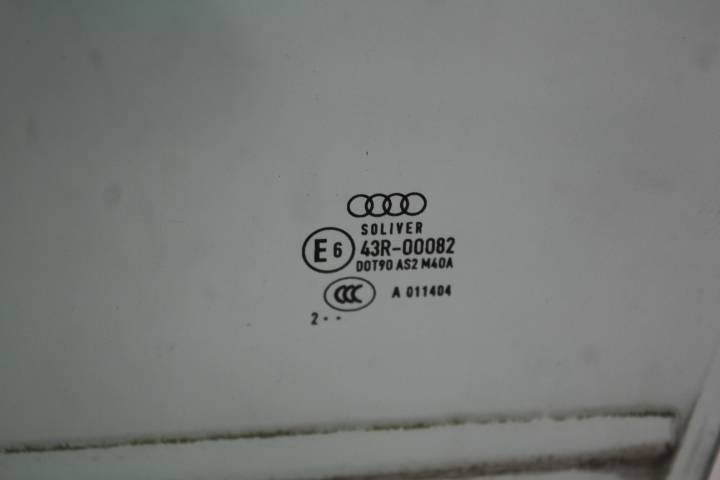 SOLIVER
E6 43R-00082
DOT90 AS2 M40A
CCC A 011404
2··